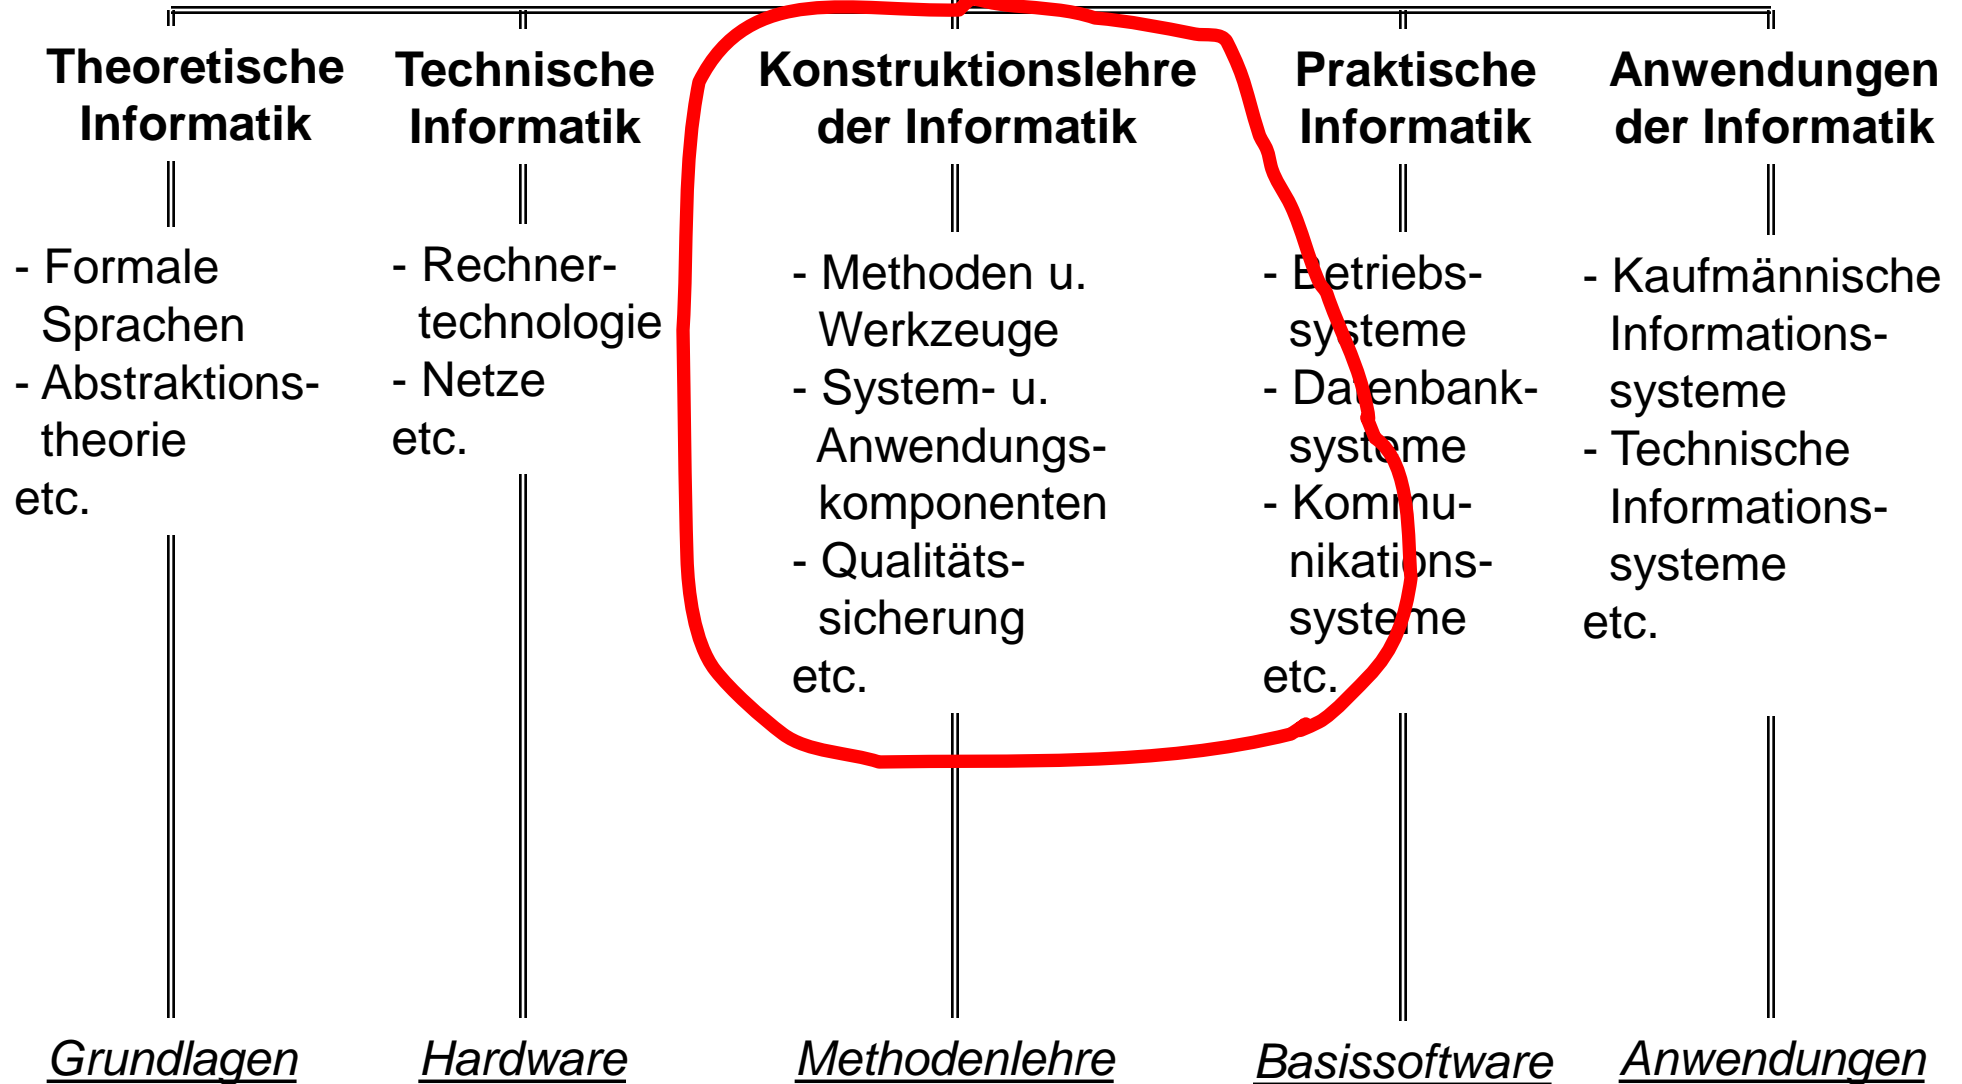 Theoretische
Informatik
- Formale
Sprachen
- Abstraktions-
theorie
etc.
Grundlagen
Technische
Informatik
- Rechner-
technologie
- Netze
etc.
Hardware
Konstruktionslehre
der Informatik
- Methoden u.
Werkzeuge
- System- u.
Anwendungs-
komponenten
- Qualitäts-
sicherung
etc.
Methodenlehre
Praktische
Informatik
- Betriebs-
systeme
- Datenbank-
systeme
- Kommu-
nikations-
systeme
etc.
Basissoftware
Anwendungen
der Informatik
- Kaufmännische
Informations-
systeme
- Technische
Informations-
systeme
etc.
Anwendungen